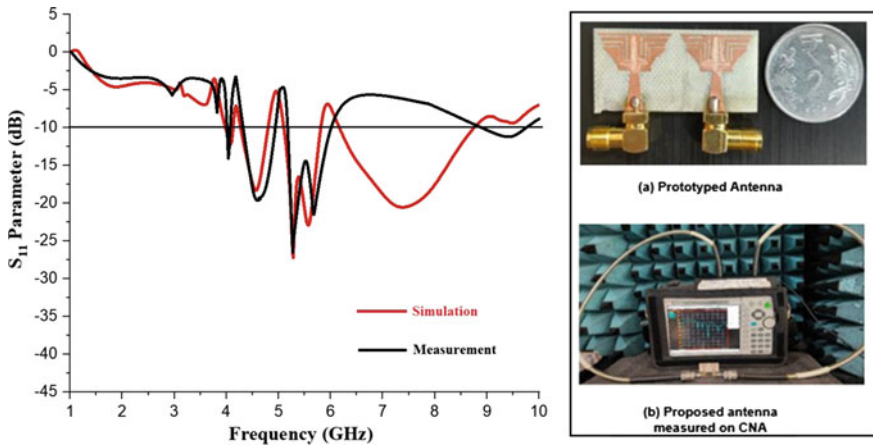 5
0
-5
-10
-15
-20
-25
-30
-35
-40
-45
S11 Parameter (dB)
Simulation
Measurement
1 2 3 4 5 6 7 8 9 10
Frequency (GHz)
(a) Prototyped Antenna
(b) Proposed antenna
measured on CNA